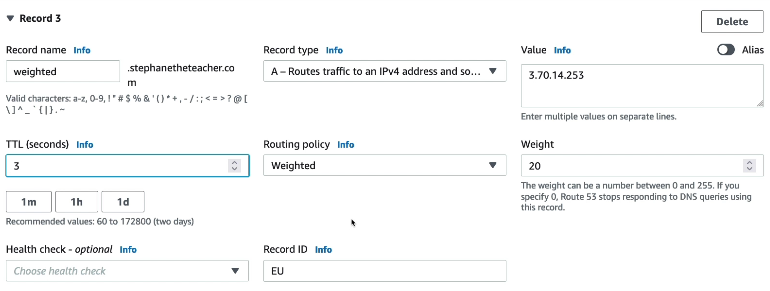 Record 3
Delete
Record name Info
weighted
.stephanetheteacher.co
m
Valid characters: a-z, 0-9, ! " # $ % & ' ( ) * + , - / : ; < = > ? @ [
\ ] ^ _ ` { | } . ~
Record type Info
A – Routes traffic to an IPv4 address and so...
Value Info
Alias
3.70.14.253
Enter multiple values on separate lines.
TTL (seconds) Info
3
1m 1h 1d
Recommended values: 60 to 172800 (two days)
Routing policy Info
Weighted
Weight
20
The weight can be a number between 0 and 255. If you
specify 0, Route 53 stops responding to DNS queries using
this record.
Health check - optional Info
Choose health check
Record ID Info
EU